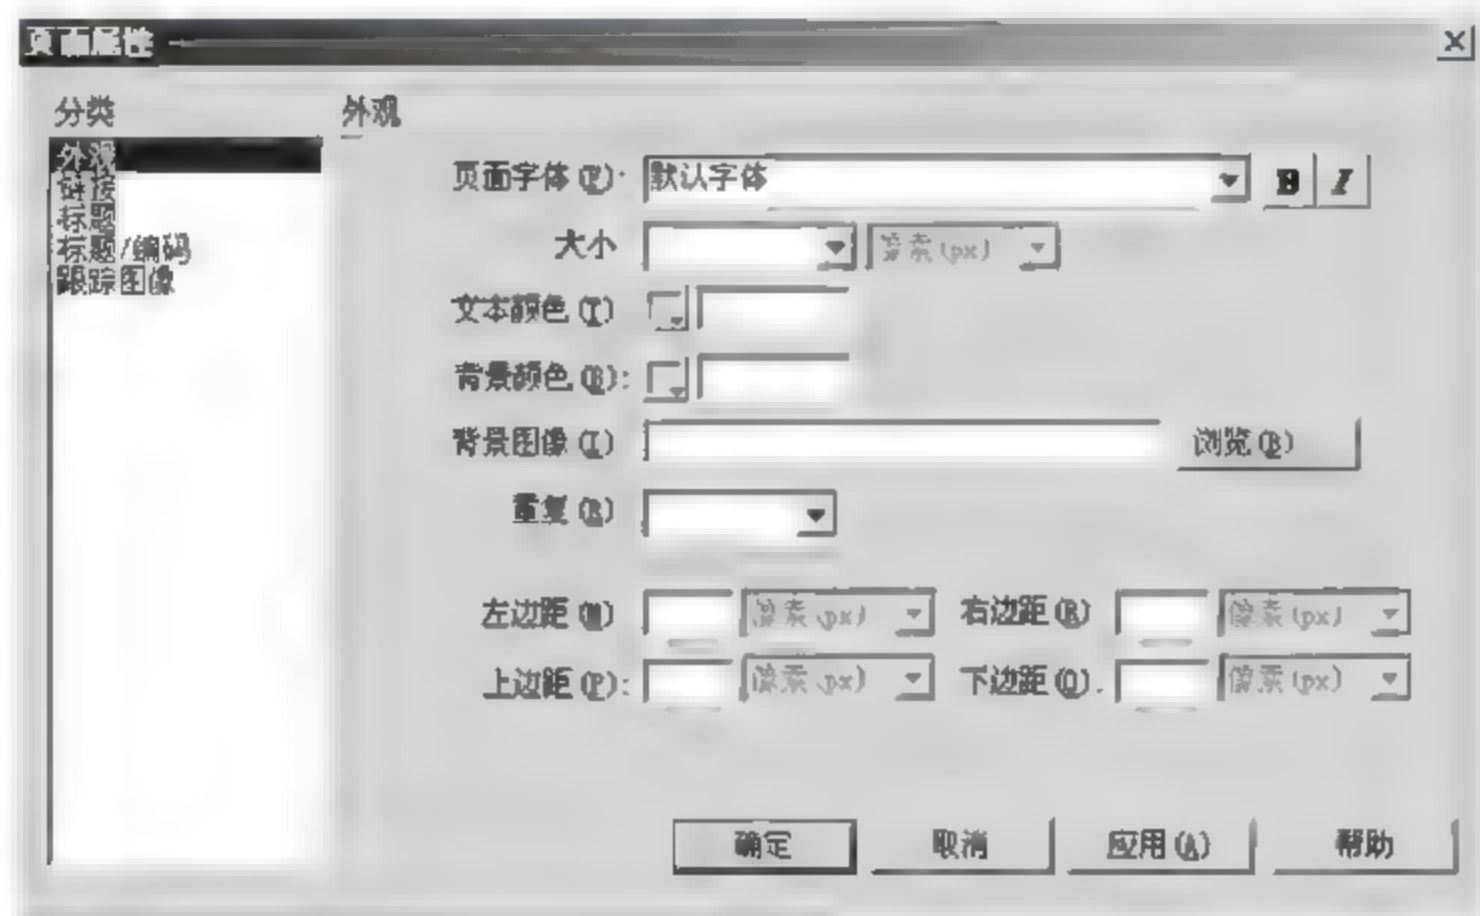 页面属性
分类
外观
外观
链接
标题
标题/编码
跟踪图像
页面字体(F): 默认字体 B I
大小 像素(px)
文本颜色(T)
背景颜色(B):
背景图像(I) 浏览(B)
重复(R)
左边距(M) 像素(px) 右边距(R) 像素(px)
上边距(P): 像素(px) 下边距(O). 像素(px)
确定 取消 应用(A) 帮助